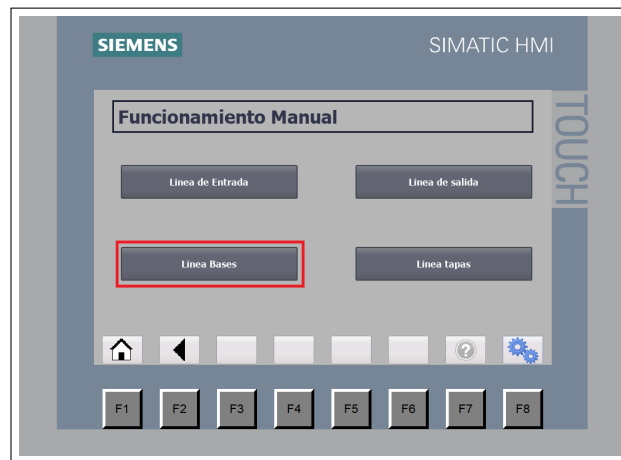 SIEMENS
SIMATIC HMI
TOUCH
Funcionamiento Manual
Linea de Entrada
Linea de salida
Linea Bases
Linea tapas
?
F1
F2
F3
F4
F5
F6
F7
F8